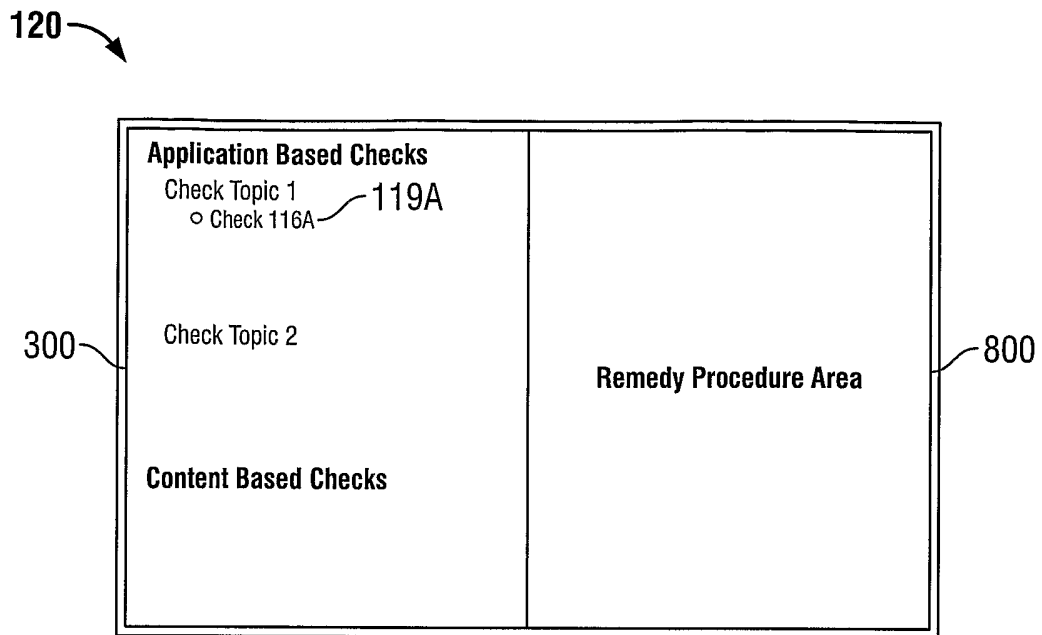 120
Application Based Checks
Check Topic 1
119A
Check 116A
Check Topic 2
300
800
Remedy Procedure Area
Content Based Checks